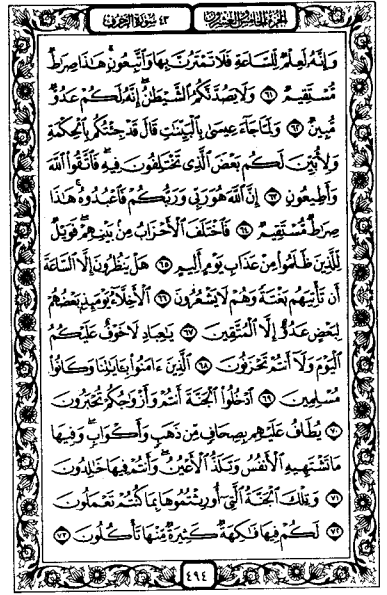 الجزء الخامس والعشرون ٤٣ سورة الزخرف
وَإِنَّهُۥ لَعِلْمٌ لِّلسَّاعَةِ فَلَا تَمْتَرُنَّ بِهَا وَٱتَّبِعُونِ ۚ هَٰذَا صِرَٰطٌ
مُّسْتَقِيمٌ ٦١ وَلَا يَصُدَّنَّكُمُ ٱلشَّيْطَٰنُ ۖ إِنَّهُۥ لَكُمْ عَدُوٌّ
مُّبِينٌ ٦٢ وَلَمَّا جَآءَ عِيسَىٰ بِٱلْبَيِّنَٰتِ قَالَ قَدْ جِئْتُكُم بِٱلْحِكْمَةِ
وَلِأُبَيِّنَ لَكُم بَعْضَ ٱلَّذِى تَخْتَلِفُونَ فِيهِ ۖ فَٱتَّقُوا۟ ٱللَّهَ
وَأَطِيعُونِ ٦٣ إِنَّ ٱللَّهَ هُوَ رَبِّى وَرَبُّكُمْ فَٱعْبُدُوهُ ۚ هَٰذَا
صِرَٰطٌ مُّسْتَقِيمٌ ٦٤ فَٱخْتَلَفَ ٱلْأَحْزَابُ مِنۢ بَيْنِهِمْ ۖ فَوَيْلٌ
لِّلَّذِينَ ظَلَمُوا۟ مِنْ عَذَابِ يَوْمٍ أَلِيمٍ ٦٥ هَلْ يَنظُرُونَ إِلَّا ٱلسَّاعَةَ
أَن تَأْتِيَهُم بَغْتَةً وَهُمْ لَا يَشْعُرُونَ ٦٦ ٱلْأَخِلَّآءُ يَوْمَئِذٍۭ بَعْضُهُمْ
لِبَعْضٍ عَدُوٌّ إِلَّا ٱلْمُتَّقِينَ ٦٧ يَٰعِبَادِ لَا خَوْفٌ عَلَيْكُمُ
ٱلْيَوْمَ وَلَآ أَنتُمْ تَحْزَنُونَ ٦٨ ٱلَّذِينَ ءَامَنُوا۟ بِـَٔايَٰتِنَا وَكَانُوا۟
مُسْلِمِينَ ٦٩ ٱدْخُلُوا۟ ٱلْجَنَّةَ أَنتُمْ وَأَزْوَٰجُكُمْ تُحْبَرُونَ
٧٠ يُطَافُ عَلَيْهِم بِصِحَافٍ مِّن ذَهَبٍ وَأَكْوَابٍ ۖ وَفِيهَا
مَا تَشْتَهِيهِ ٱلْأَنفُسُ وَتَلَذُّ ٱلْأَعْيُنُ ۖ وَأَنتُمْ فِيهَا خَٰلِدُونَ
٧١ وَتِلْكَ ٱلْجَنَّةُ ٱلَّتِىٓ أُورِثْتُمُوهَا بِمَا كُنتُمْ تَعْمَلُونَ
٧٢ لَكُمْ فِيهَا فَٰكِهَةٌ كَثِيرَةٌ مِّنْهَا تَأْكُلُونَ ٧٣
٤٩٤